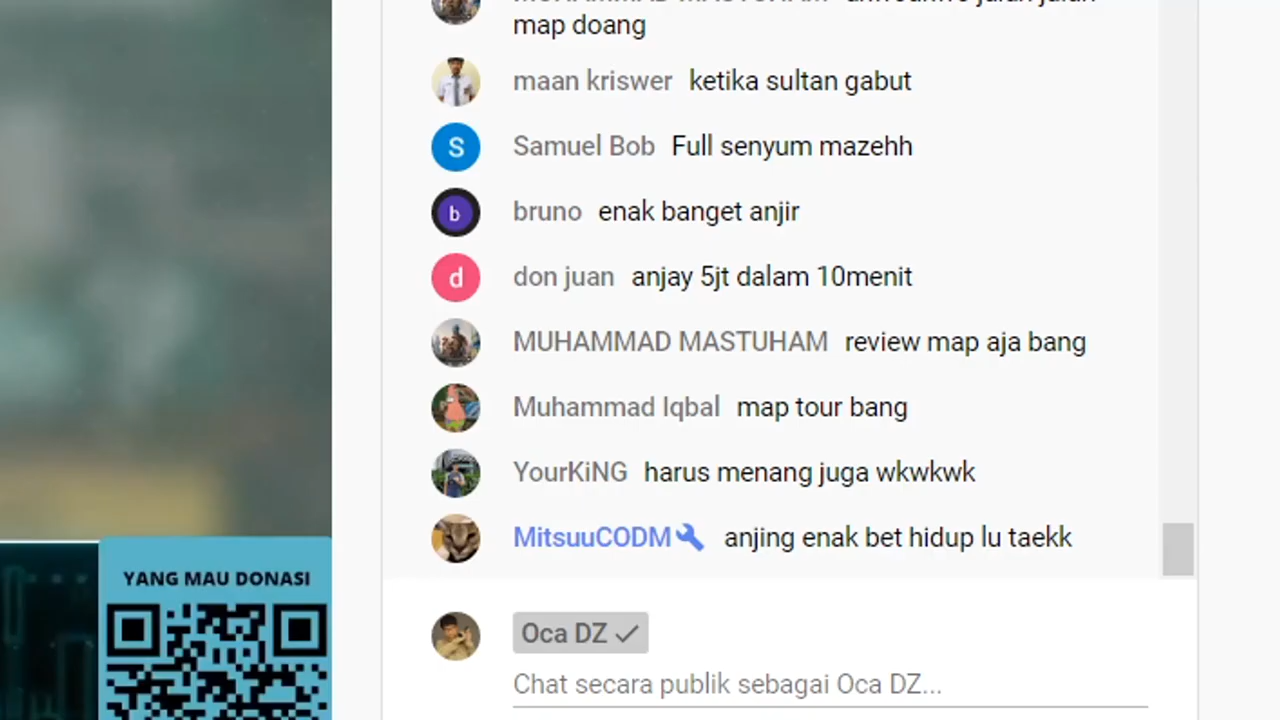 map doang
maan kriswer ketika sultan gabut
Samuel Bob Full senyum mazehh
bruno enak banget anjir
don juan anjay 5jt dalam 10menit
MUHAMMAD MASTUHAM review map aja bang
Muhammad Iqbal map tour bang
YourKiNG harus menang juga wkwkwk
MitsuuCODM anjing enak bet hidup lu taekk
YANG MAU DONASI
Oca DZ
Chat secara publik sebagai Oca DZ...